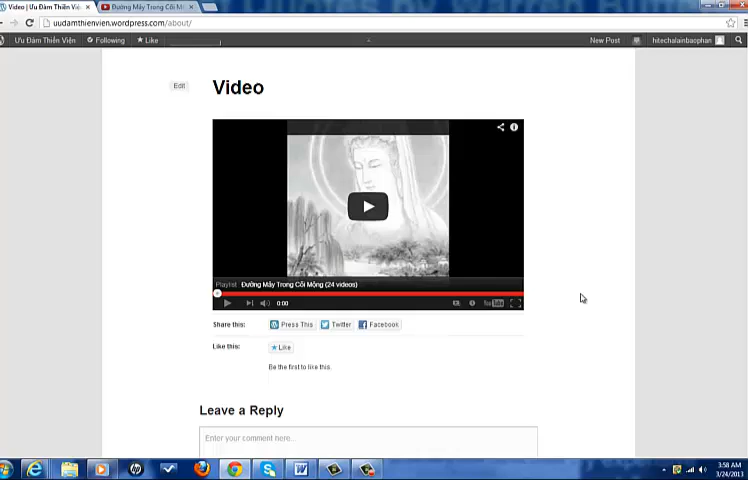 Video | Ưu Đàm Thiền Viện
Đường Mây Trong Cõi M
uudamthienvien.wordpress.com/about/
Ưu Đàm Thiền Viện Following Like New Post hitechalainbaophan
Edit Video
Playlist Đường Mây Trong Cõi Mộng (24 videos)
0:00 YouTube
Share this: Press This Twitter Facebook
Like this: Like
Be the first to like this.
Leave a Reply
Enter your comment here...
3:58 AM
3/24/2013